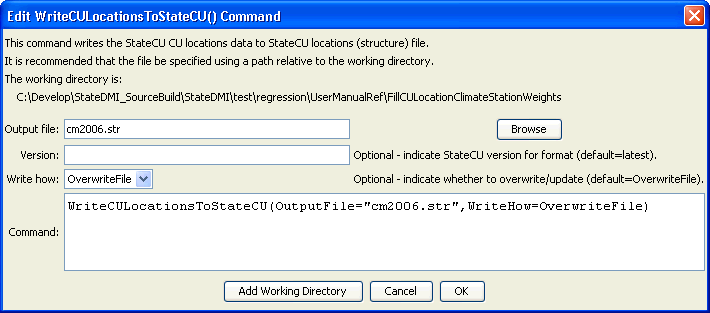 Edit WriteCULocationsToStateCU() Command
This command writes the StateCU CU locations data to StateCU locations (structure) file.
It is recommended that the file be specified using a path relative to the working directory.
The working directory is:
C:\Develop\StateDMI_SourceBuild\StateDMI\test\regression\UserManualRef\FillCULocationClimateStationWeights
Output file: cm2006.str Browse
Version: Optional - indicate StateCU version for format (default=latest).
Write how: OverwriteFile Optional - indicate whether to overwrite/update (default=OverwriteFile).
Command: WriteCULocationsToStateCU(OutputFile="cm2006.str",WriteHow=OverwriteFile)
Add Working Directory Cancel OK